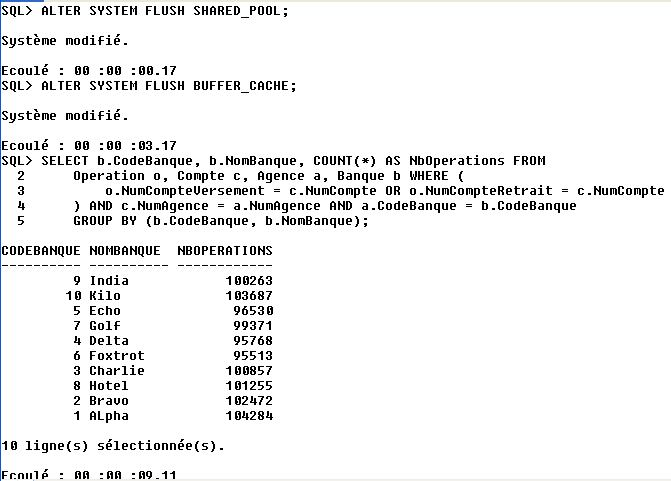 SQL> ALTER SYSTEM FLUSH SHARED_POOL;
Système modifié.
Ecoulé : 00 :00 :00.17
SQL> ALTER SYSTEM FLUSH BUFFER_CACHE;
Système modifié.
Ecoulé : 00 :00 :03.17
SQL> SELECT b.CodeBanque, b.NomBanque, COUNT(*) AS NbOperations FROM
  2      Operation o, Compte c, Agence a, Banque b WHERE (
  3          o.NumCompteVersement = c.NumCompte OR o.NumCompteRetrait = c.NumCompte
  4      ) AND c.NumAgence = a.NumAgence AND a.CodeBanque = b.CodeBanque
  5      GROUP BY (b.CodeBanque, b.NomBanque);
CODEBANQUE NOMBANQUE  NBOPERATIONS
---------- ---------- ------------
         9 India            100263
        10 Kilo             103687
         5 Echo              96530
         7 Golf              99371
         4 Delta             95768
         6 Foxtrot           95513
         3 Charlie          100857
         8 Hotel            101255
         2 Bravo            102472
         1 ALpha            104284
10 ligne(s) sélectionnée(s).
Ecoulé : 00 :00 :09.11